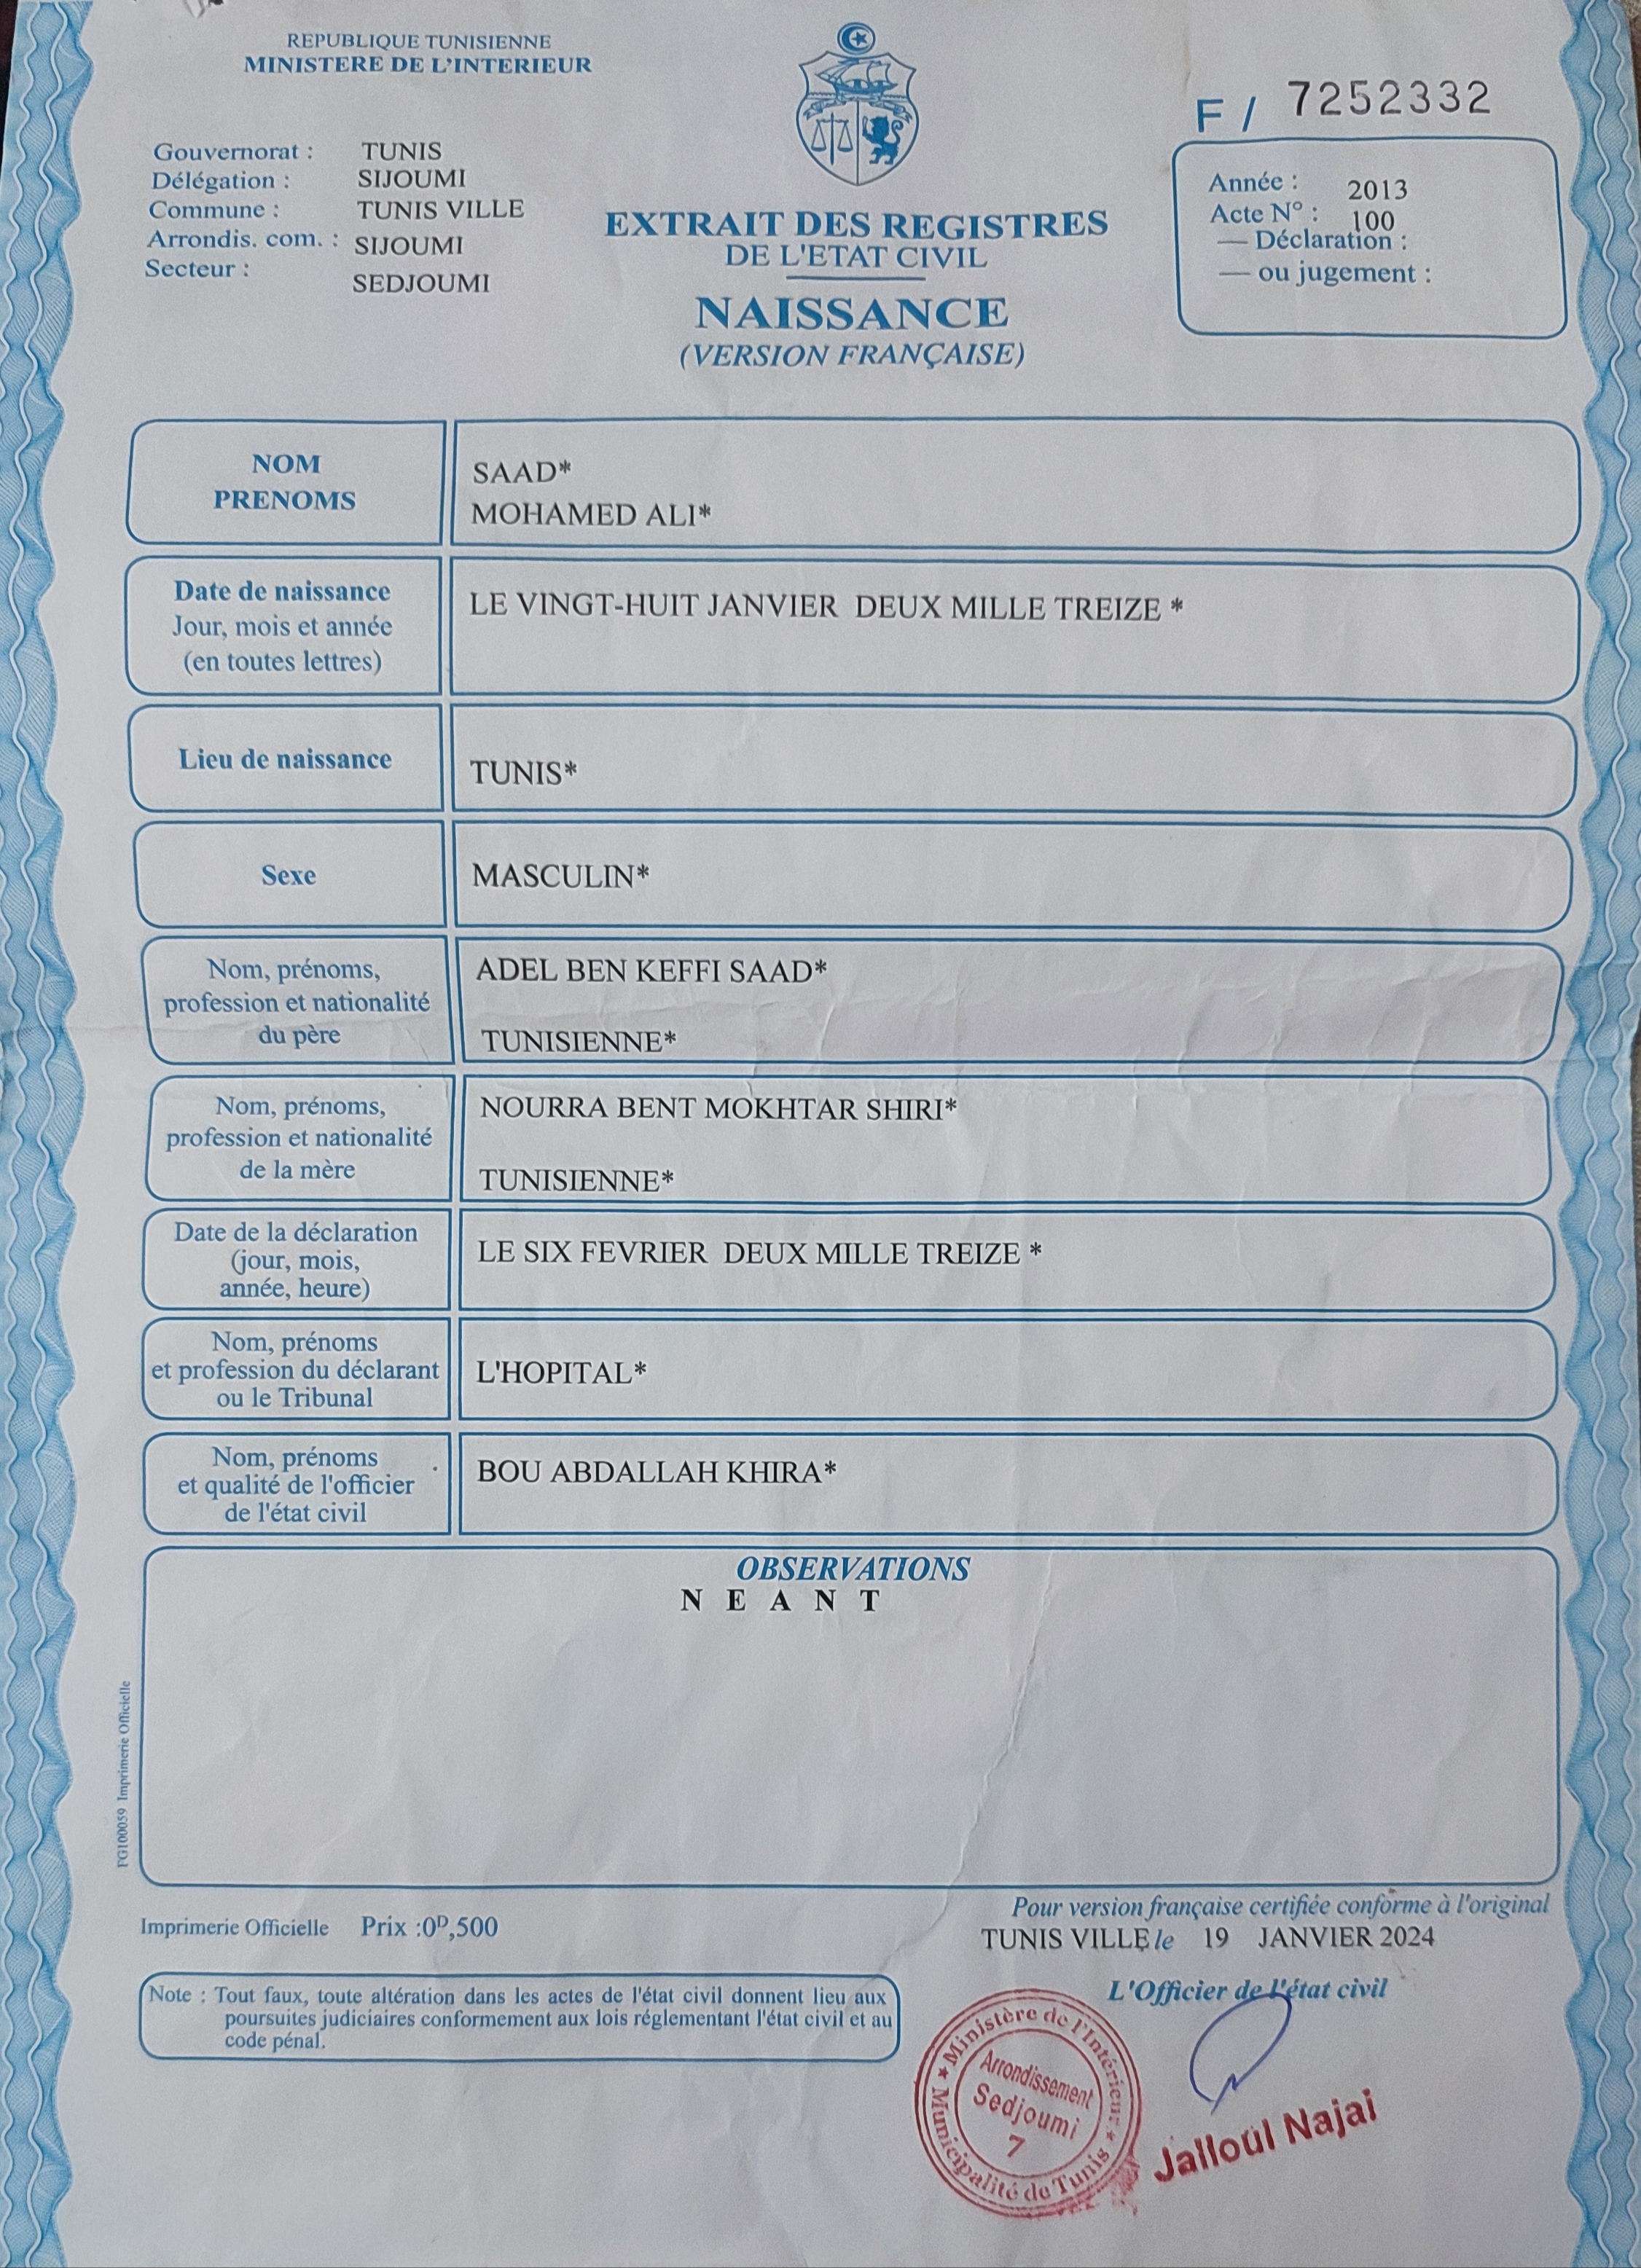 REPUBLIQUE TUNISIENNE
MINISTERE DE L'INTERIEUR
F / 7252332
Gouvernorat : TUNIS
Délégation : SIJOUMI
Commune : TUNIS VILLE
Arrondis. com. : SIJOUMI
Secteur : SEDJOUMI
EXTRAIT DES REGISTRES
DE L'ETAT CIVIL
NAISSANCE
(VERSION FRANÇAISE)
Année : 2013
Acte N° : 100
— Déclaration :
— ou jugement :
NOM
PRENOMS
SAAD*
MOHAMED ALI*
Date de naissance
Jour, mois et année
(en toutes lettres)
LE VINGT-HUIT JANVIER DEUX MILLE TREIZE *
Lieu de naissance
TUNIS*
Sexe
MASCULIN*
Nom, prénoms,
profession et nationalité
du père
ADEL BEN KEFFI SAAD*
TUNISIENNE*
Nom, prénoms,
profession et nationalité
de la mère
NOURRA BENT MOKHTAR SHIRI*
TUNISIENNE*
Date de la déclaration
(jour, mois,
année, heure)
LE SIX FEVRIER DEUX MILLE TREIZE *
Nom, prénoms
et profession du déclarant
ou le Tribunal
L'HOPITAL*
Nom, prénoms
et qualité de l'officier
de l'état civil
BOU ABDALLAH KHIRA*
OBSERVATIONS
N E A N T
FG100059 Imprimerie Officielle
Imprimerie Officielle Prix :0ᴰ,500
Pour version française certifiée conforme à l'original
TUNIS VILLE le 19 JANVIER 2024
L'Officier de l'état civil
Note : Tout faux, toute altération dans les actes de l'état civil donnent lieu aux
poursuites judiciaires conformement aux lois réglementant l'état civil et au
code pénal.
* Ministère de l'Intérieur *
Arrondissement
Sedjoumi
7
Municipalité de Tunis
Jalloul Najai